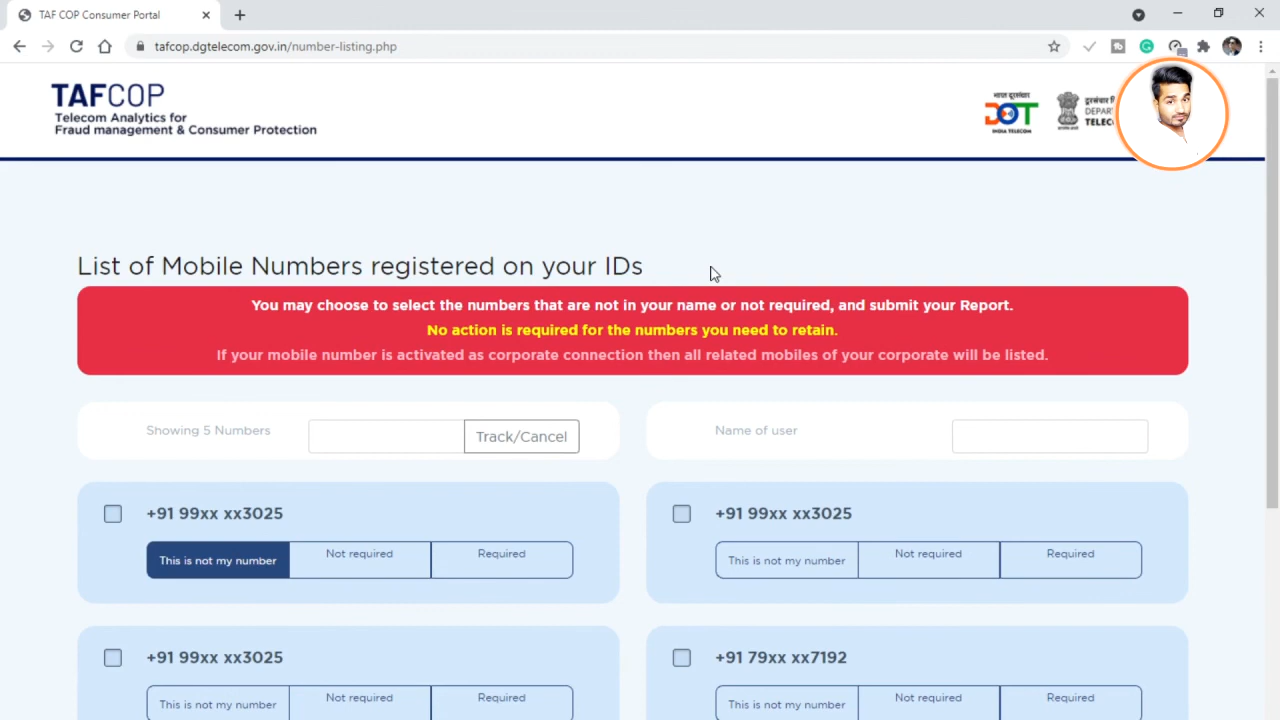 TAF COP Consumer Portal
tafcop.dgtelecom.gov.in/number-listing.php
TAFCOP
Telecom Analytics for
Fraud management & Consumer Protection
भारत दूरसंचार
DOT
INDIA TELECOM
DEPAR
TELEC
List of Mobile Numbers registered on your IDs
You may choose to select the numbers that are not in your name or not required, and submit your Report.
No action is required for the numbers you need to retain.
If your mobile number is activated as corporate connection then all related mobiles of your corporate will be listed.
Showing 5 Numbers
Track/Cancel
Name of user
+91 99xx xx3025
This is not my number
Not required
Required
+91 99xx xx3025
This is not my number
Not required
Required
+91 99xx xx3025
This is not my number
Not required
Required
+91 79xx xx7192
This is not my number
Not required
Required